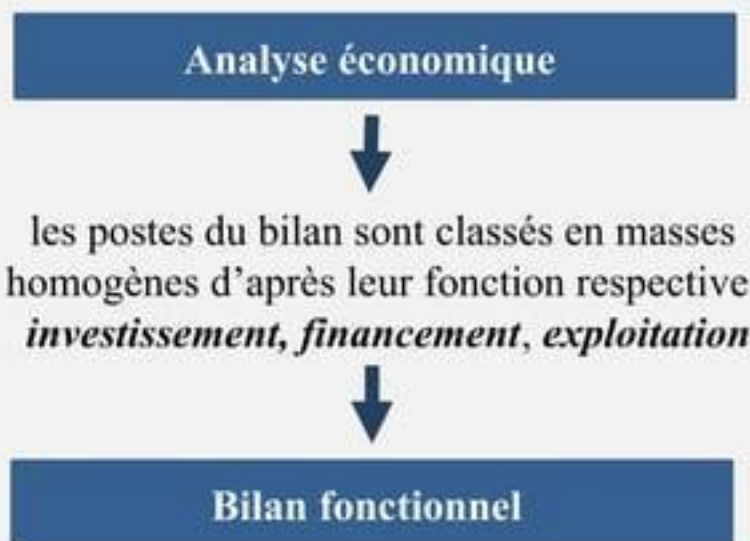 Analyse économique
les postes du bilan sont classés en masses
homogènes d’après leur fonction respective
investissement, financement, exploitation
Bilan fonctionnel